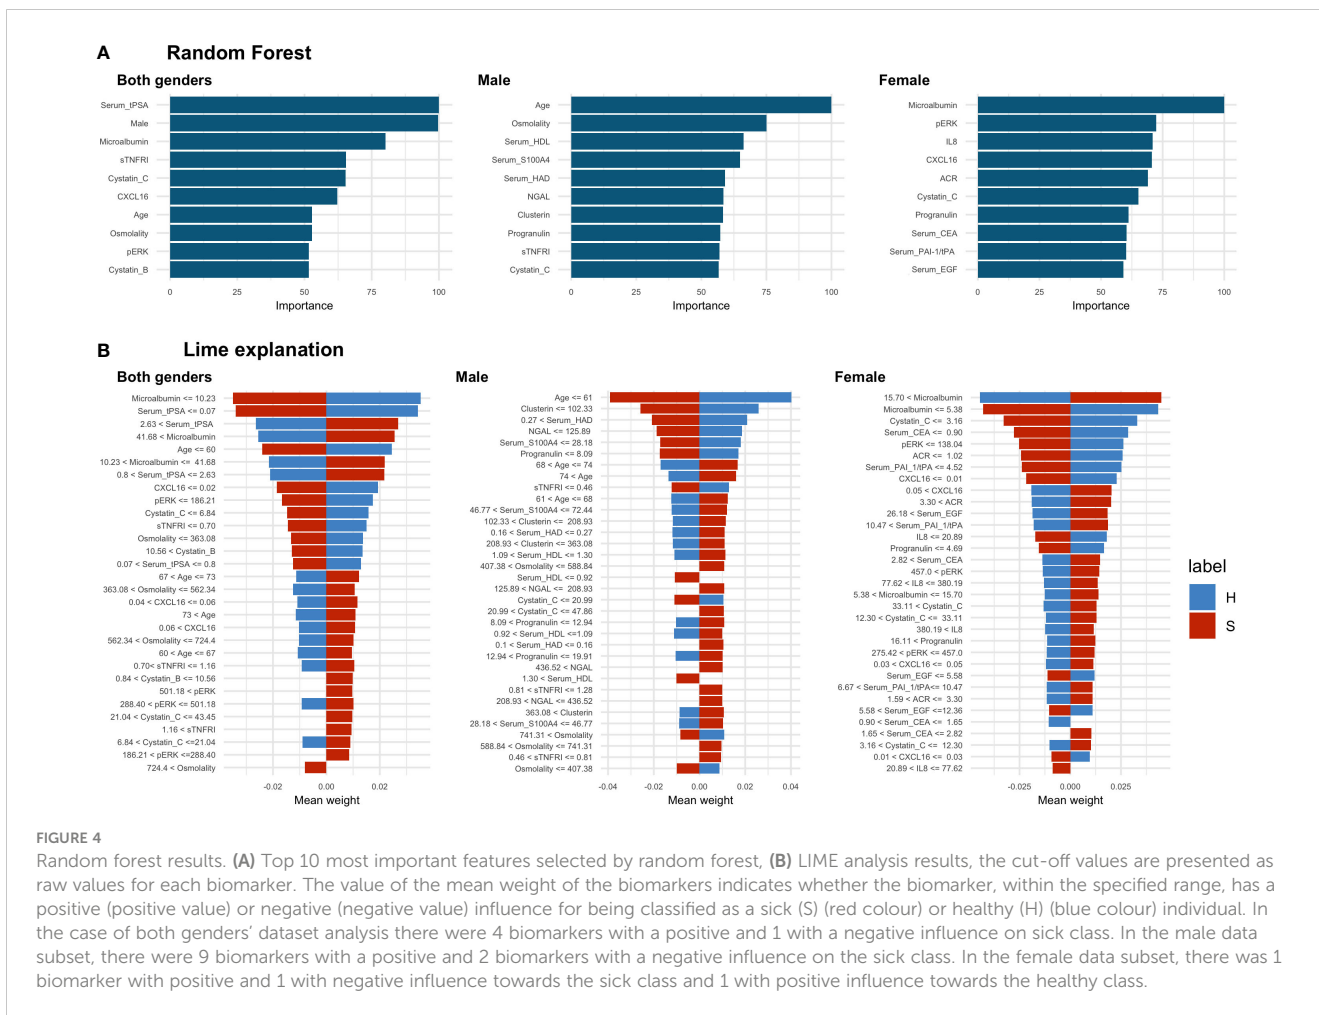 A Random Forest
Both genders
Serum_tPSA
Male
Microalbumin
sTNFRI
Cystatin_C
CXCL16
Age
Osmolality
pERK
Cystatin_B
0 25 50 75 100
Importance
Male
Age
Osmolality
Serum_HDL
Serum_S100A4
Serum_HAD
NGAL
Clusterin
Progranulin
sTNFRI
Cystatin_C
0 25 50 75 100
Importance
Female
Microalbumin
pERK
IL8
CXCL16
ACR
Cystatin_C
Progranulin
Serum_CEA
Serum_PAI-1/tPA
Serum_EGF
0 25 50 75 100
Importance
B Lime explanation
Both genders
Microalbumin <= 10.23
Serum_tPSA <= 0.07
2.63 < Serum_tPSA
41.68 < Microalbumin
Age <= 60
10.23 < Microalbumin <= 41.68
0.8 < Serum_tPSA <= 2.63
CXCL16 <= 0.02
pERK <= 186.21
Cystatin_C <= 6.84
sTNFRI <= 0.70
Osmolality <= 363.08
10.56 < Cystatin_B
0.07 < Serum_tPSA <= 0.8
67 < Age <= 73
363.08 < Osmolality <= 562.34
0.04 < CXCL16 <= 0.06
73 < Age
0.06 < CXCL16
562.34 < Osmolality <= 724.4
60 < Age <= 67
0.70< sTNFRI <= 1.16
0.84 < Cystatin_B <= 10.56
501.18 < pERK
288.40 < pERK <= 501.18
21.04 < Cystatin_C <=43.45
1.16 < sTNFRI
6.84 < Cystatin_C <=21.04
186.21 < pERK <=288.40
724.4 < Osmolality
-0.02 0.00 0.02
Mean weight
Male
Age <= 61
Clusterin <= 102.33
0.27 < Serum_HAD
NGAL <= 125.89
Serum_S100A4 <= 28.18
Progranulin <= 8.09
68 < Age <= 74
74 < Age
sTNFRI <= 0.46
61 < Age <= 68
46.77 < Serum_S100A4 <= 72.44
102.33 < Clusterin <= 208.93
0.16 < Serum_HAD <= 0.27
208.93 < Clusterin <= 363.08
1.09 < Serum_HDL <= 1.30
407.38 < Osmolality <= 588.84
Serum_HDL <= 0.92
125.89 < NGAL <= 208.93
Cystatin_C <= 20.99
20.99 < Cystatin_C <= 47.86
8.09 < Progranulin <= 12.94
0.92 < Serum_HDL <=1.09
0.1 < Serum_HAD <= 0.16
12.94 < Progranulin <= 19.91
436.52 < NGAL
1.30 < Serum_HDL
0.81 < sTNFRI <= 1.28
208.93 < NGAL <= 436.52
363.08 < Clusterin
28.18 < Serum_S100A4 <= 46.77
741.31 < Osmolality
588.84 < Osmolality <= 741.31
0.46 < sTNFRI <= 0.81
Osmolality <= 407.38
-0.04 -0.02 0.00 0.02 0.04
Mean weight
Female
15.70 < Microalbumin
Microalbumin <= 5.38
Cystatin_C <= 3.16
Serum_CEA <= 0.90
pERK <= 138.04
ACR <= 1.02
Serum_PAI_1/tPA <= 4.52
CXCL16 <= 0.01
0.05 < CXCL16
3.30 < ACR
26.18 < Serum_EGF
10.47 < Serum_PAI_1/tPA
IL8 <= 20.89
Progranulin <= 4.69
2.82 < Serum_CEA
457.0 < pERK
77.62 < IL8 <= 380.19
5.38 < Microalbumin <= 15.70
33.11 < Cystatin_C
12.30 < Cystatin_C <= 33.11
380.19 < IL8
16.11 < Progranulin
275.42 < pERK <= 457.0
0.03 < CXCL16 <= 0.05
Serum_EGF <= 5.58
6.67 < Serum_PAI_1/tPA<= 10.47
1.59 < ACR <= 3.30
5.58 < Serum_EGF <=12.36
0.90 < Serum_CEA <= 1.65
1.65 < Serum_CEA <= 2.82
3.16 < Cystatin_C <= 12.30
0.01 < CXCL16 <= 0.03
20.89 < IL8 <= 77.62
-0.025 0.000 0.025
Mean weight
label
H
S
FIGURE 4
Random forest results. (A) Top 10 most important features selected by random forest, (B) LIME analysis results, the cut-off values are presented as
raw values for each biomarker. The value of the mean weight of the biomarkers indicates whether the biomarker, within the specified range, has a
positive (positive value) or negative (negative value) influence for being classified as a sick (S) (red colour) or healthy (H) (blue colour) individual. In
the case of both genders’ dataset analysis there were 4 biomarkers with a positive and 1 with a negative influence on sick class. In the male data
subset, there were 9 biomarkers with a positive and 2 biomarkers with a negative influence on the sick class. In the female data subset, there was 1
biomarker with positive and 1 with negative influence towards the sick class and 1 with positive influence towards the healthy class.